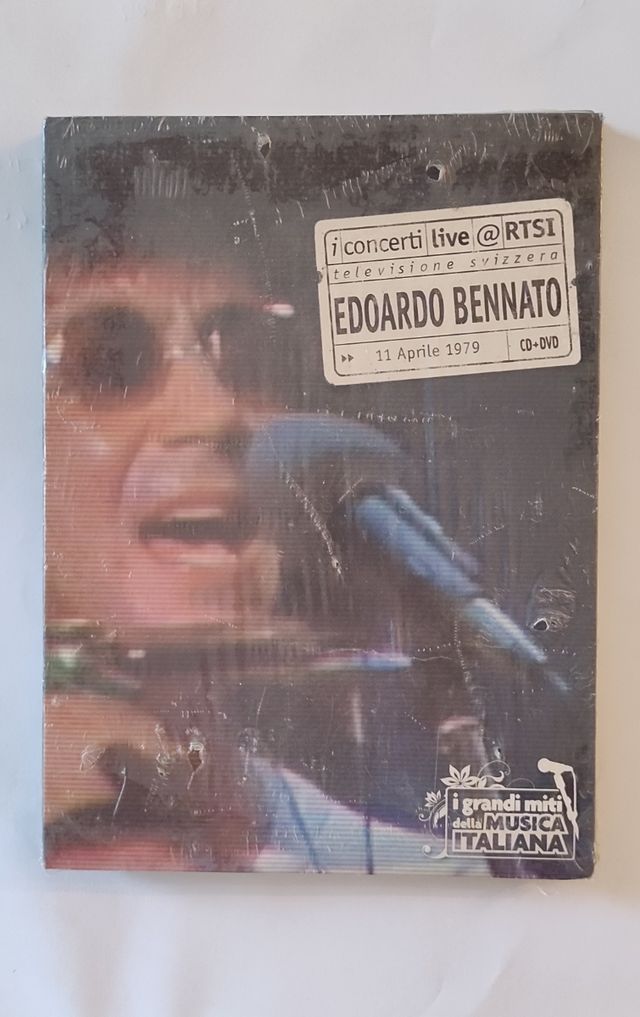 i concerti live @ RTSI
televisione svizzera
EDOARDO BENNATO
11 Aprile 1979 CD+DVD
i grandi miti
della MUSICA
ITALIANA